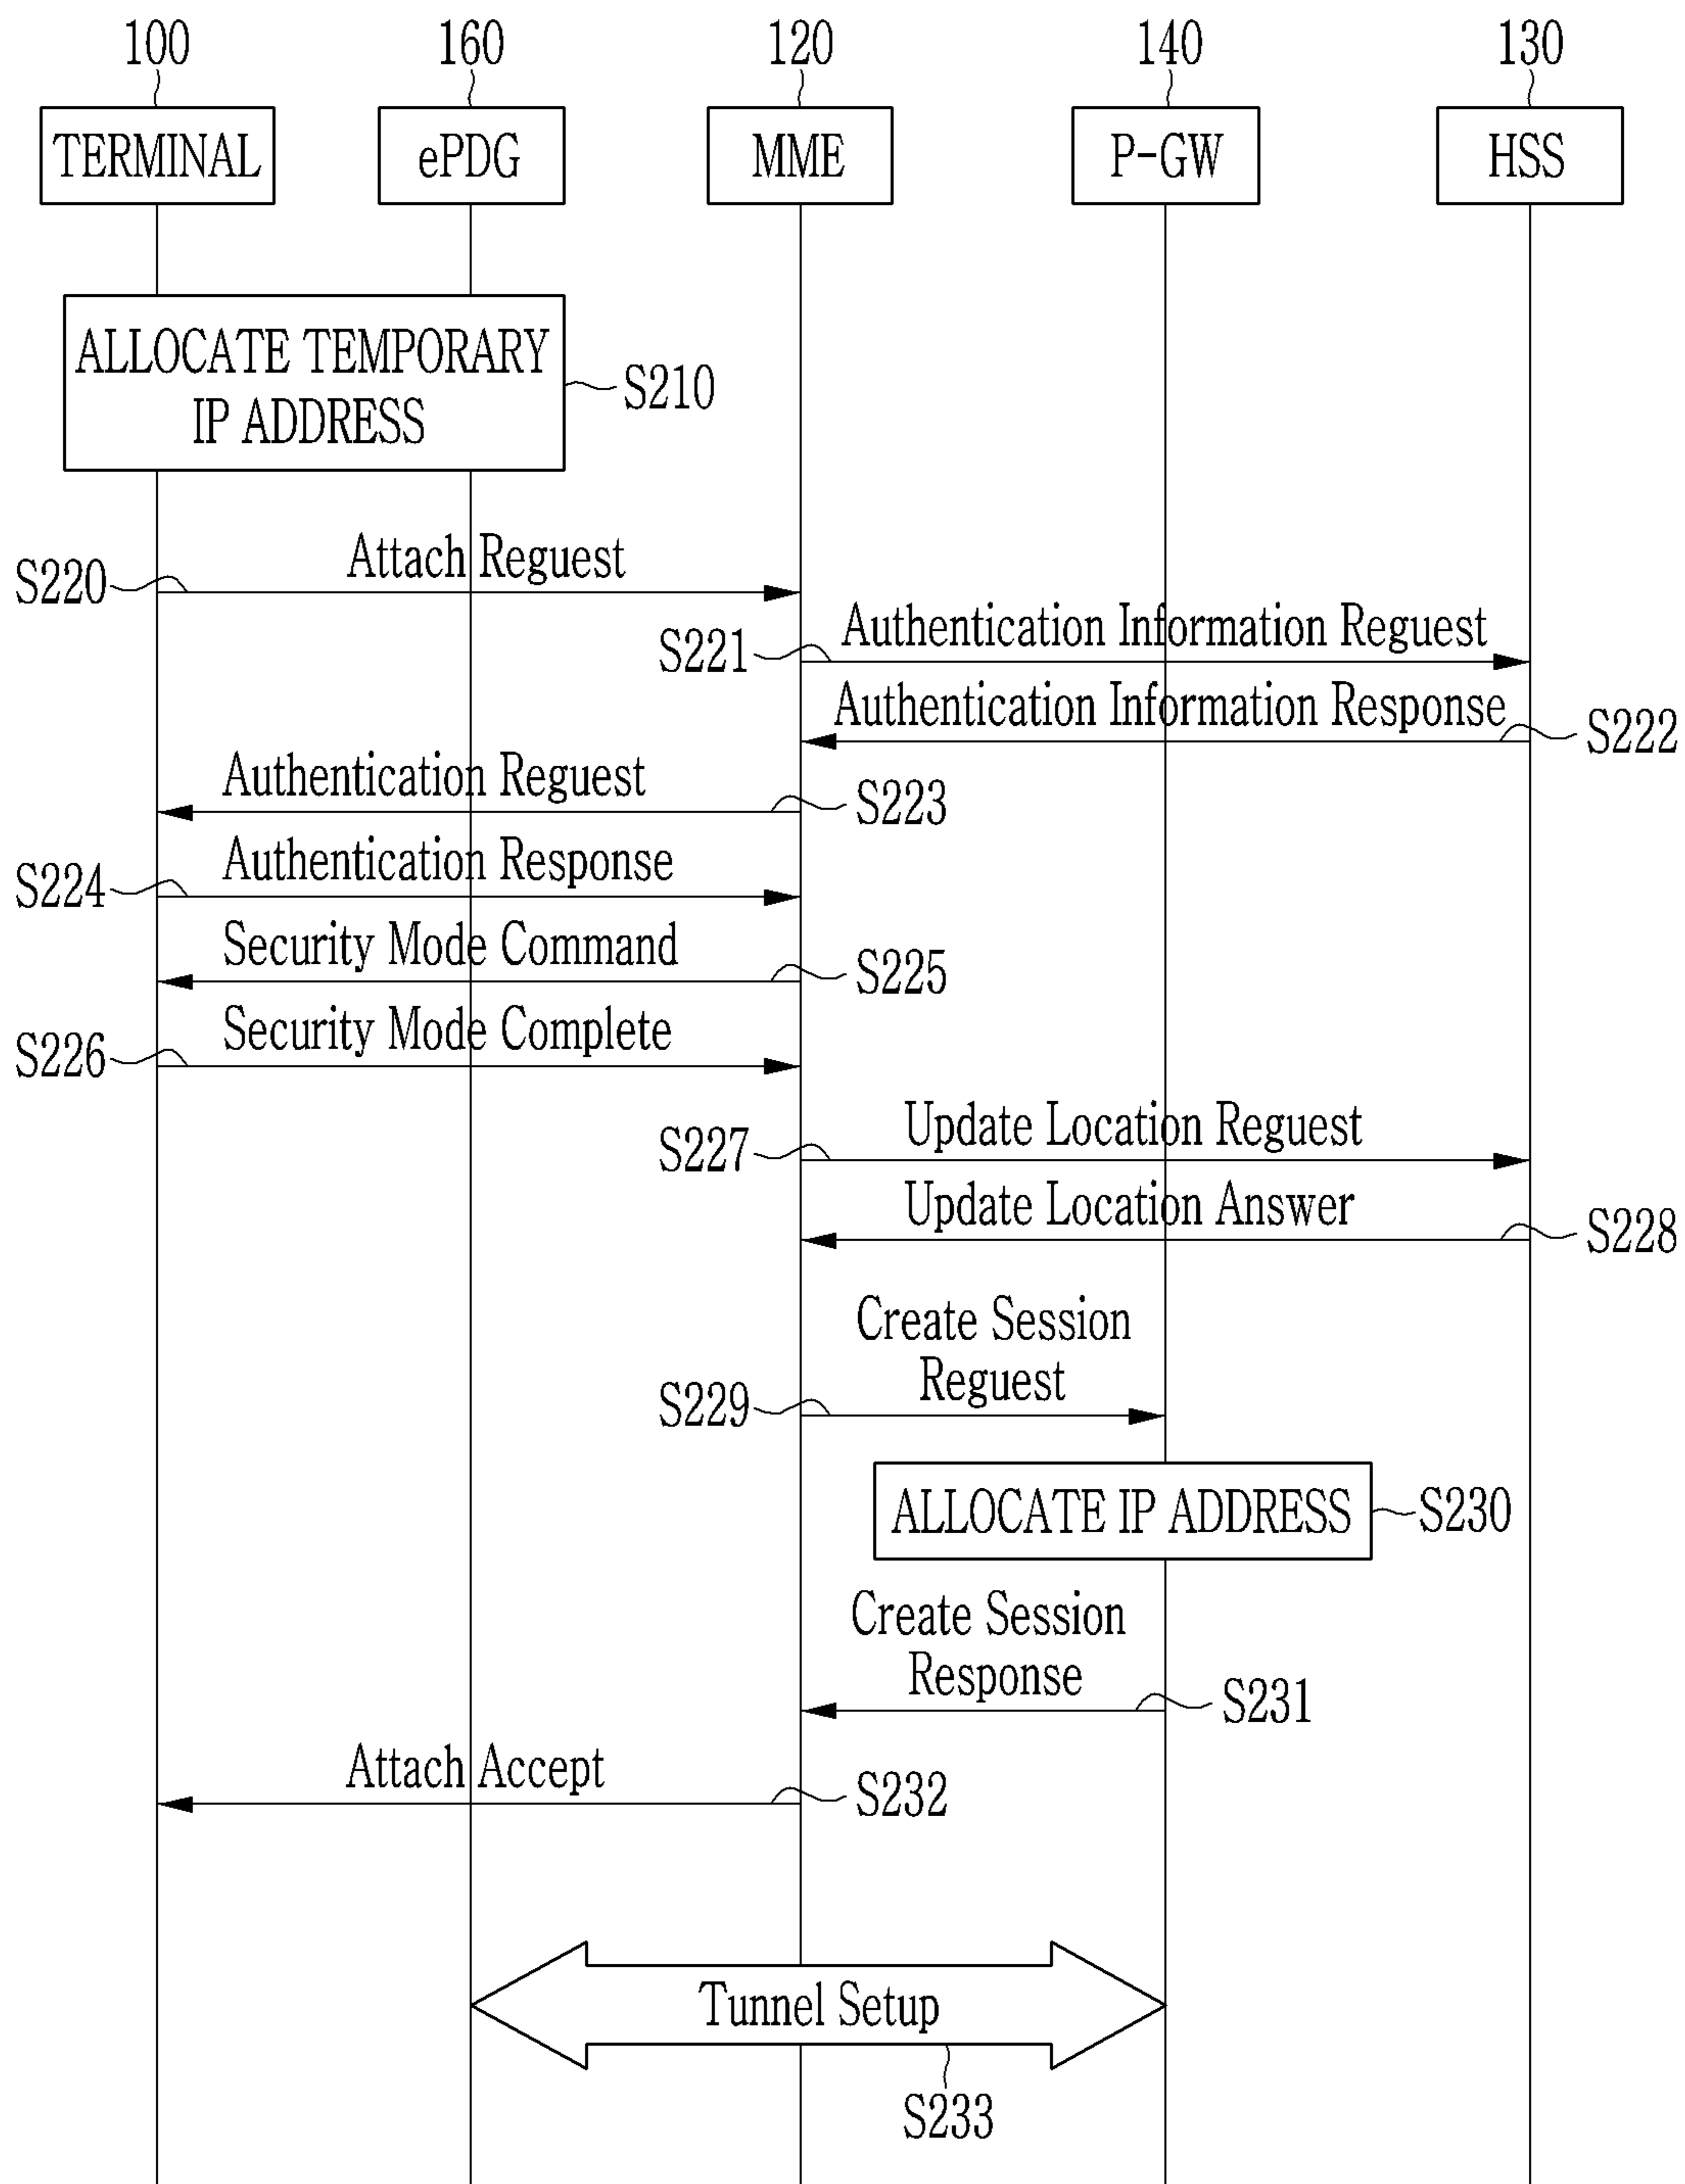 100 160 120 140 130
TERMINAL ePDG MME P-GW HSS
ALLOCATE TEMPORARY
IP ADDRESS
S210
Attach Reguest
S220
Authentication Information Reguest
S221
Authentication Information Response
S222
Authentication Reguest
S223
Authentication Response
S224
Security Mode Command
S225
Security Mode Complete
S226
Update Location Reguest
S227
Update Location Answer
S228
Create Session
Reguest
S229
ALLOCATE IP ADDRESS
S230
Create Session
Response
S231
Attach Accept
S232
Tunnel Setup
S233